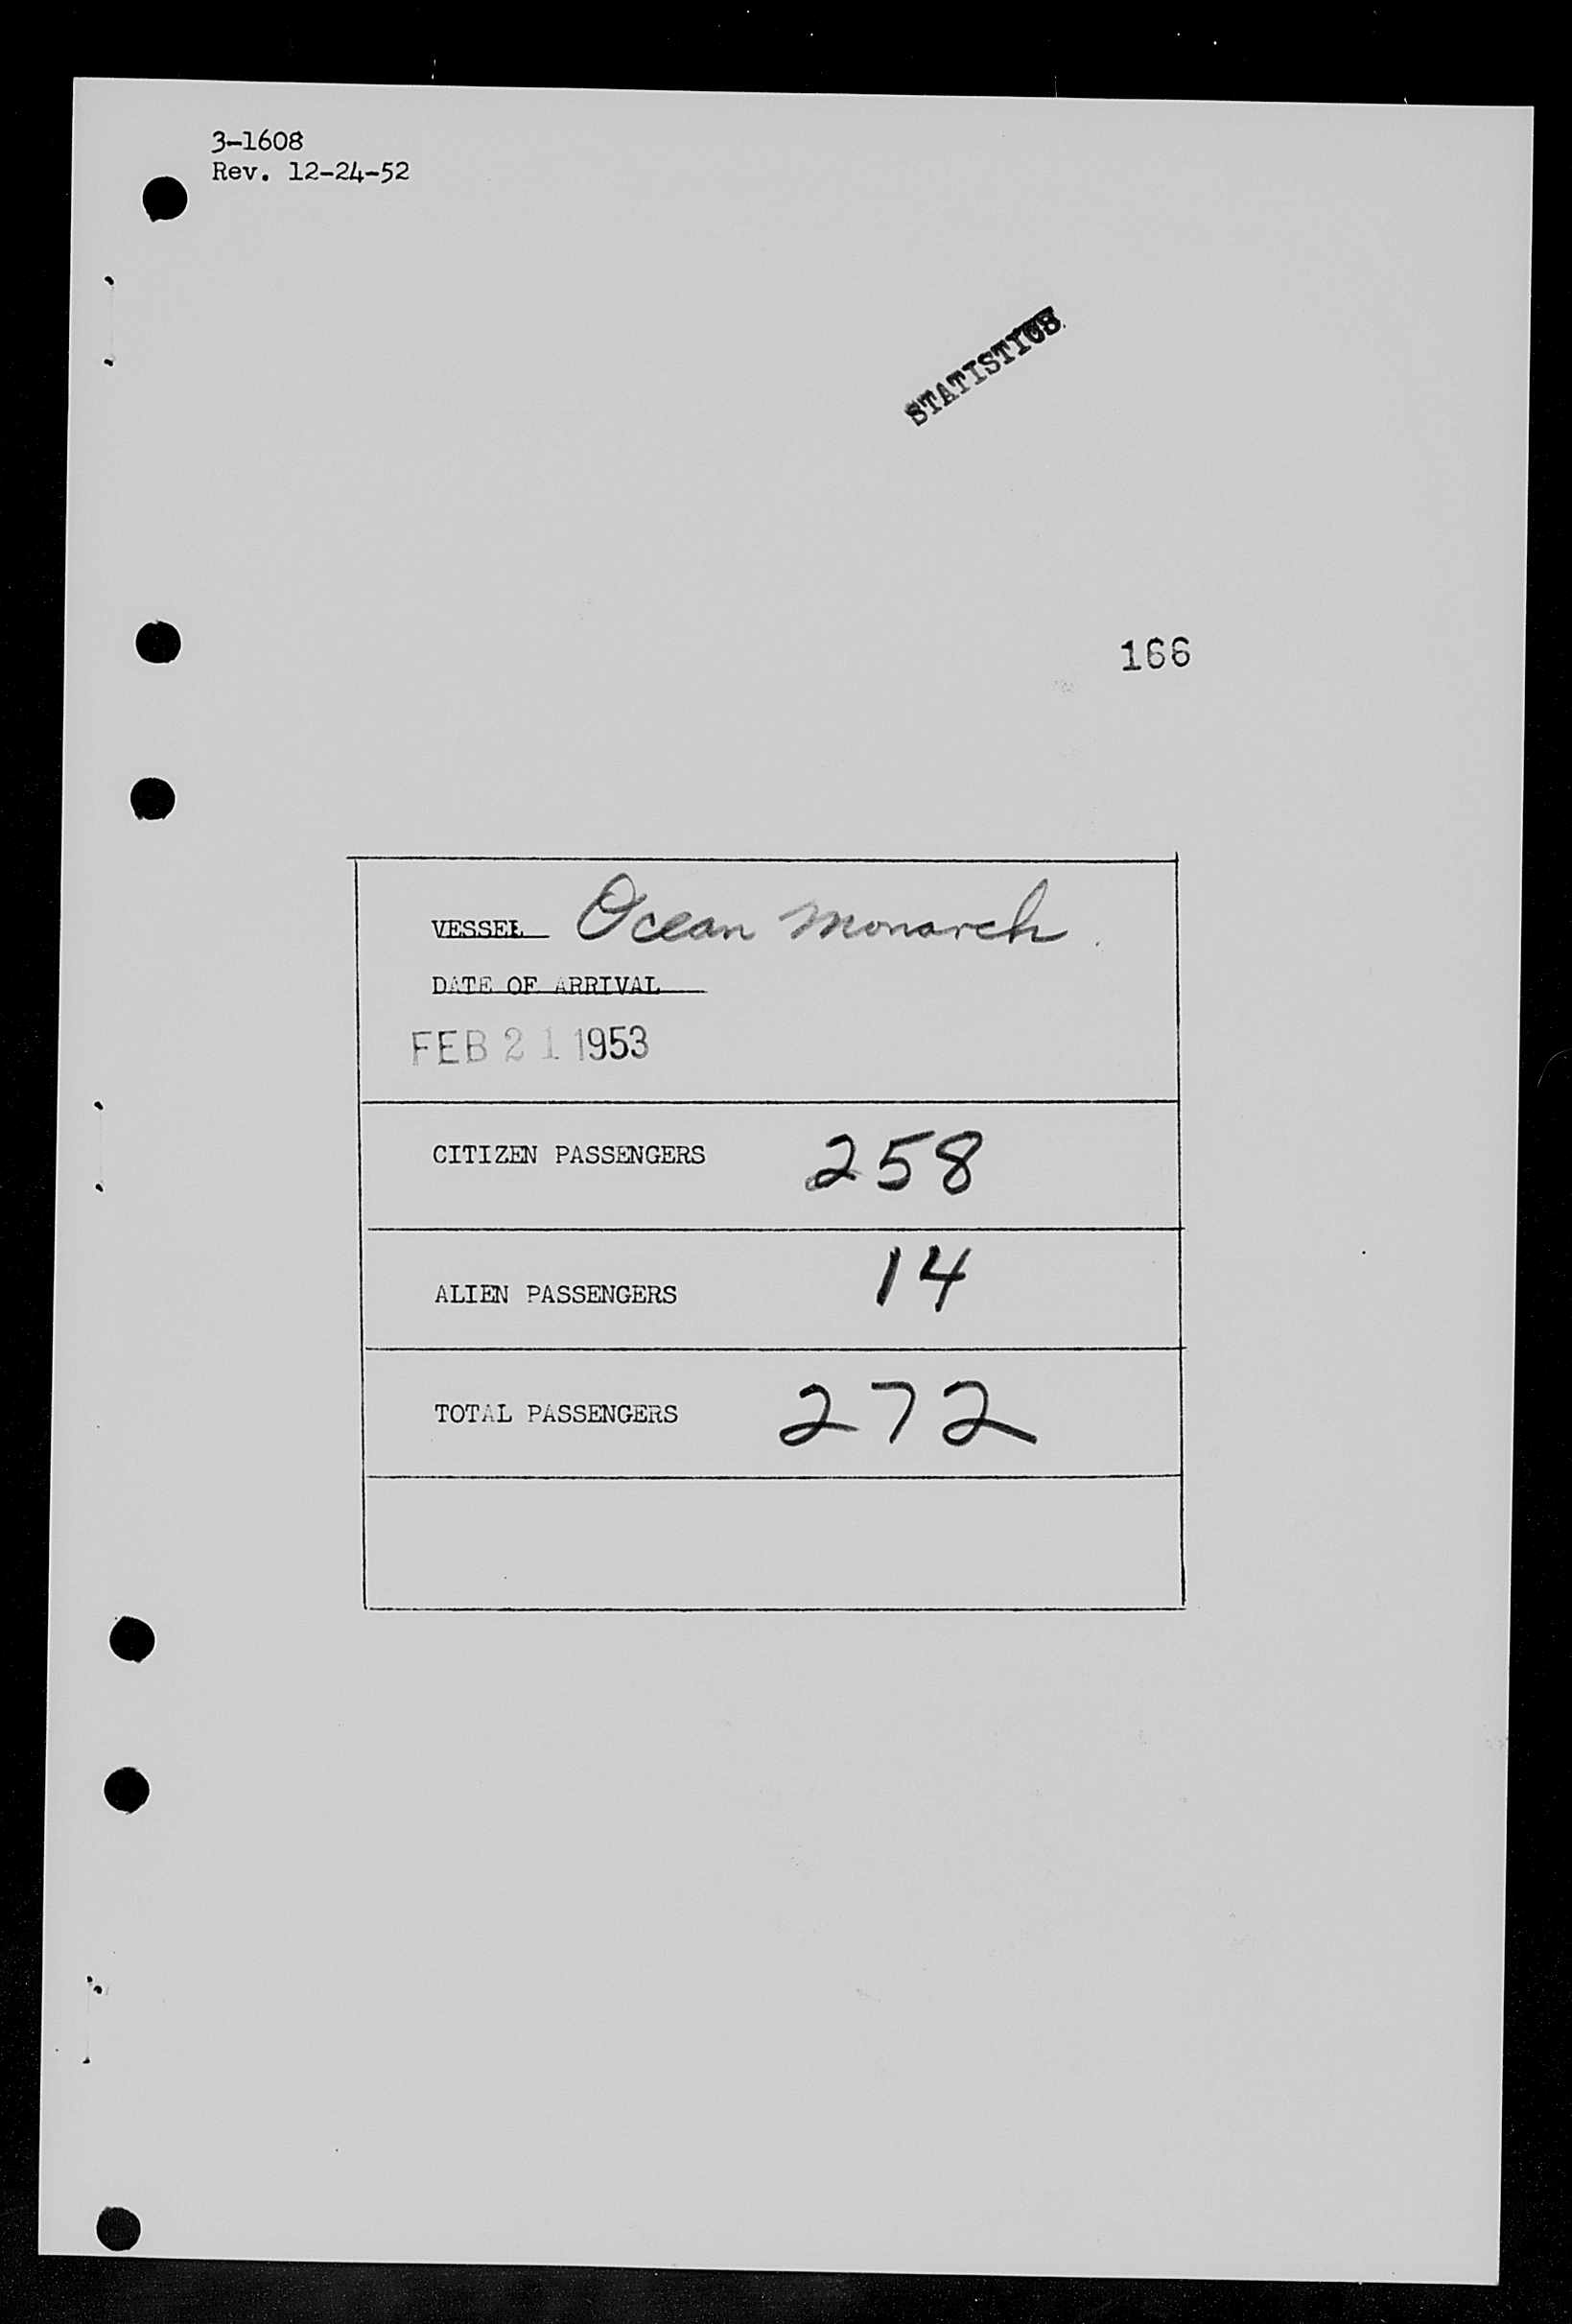 3-1608
Rev. 12-24-52
STATISTICS
166
VESSEL Ocean Monarch
DATE OF ARRIVAL
FEB 21 1953
CITIZEN PASSENGERS 258
ALIEN PASSENGERS 14
TOTAL PASSENGERS 272